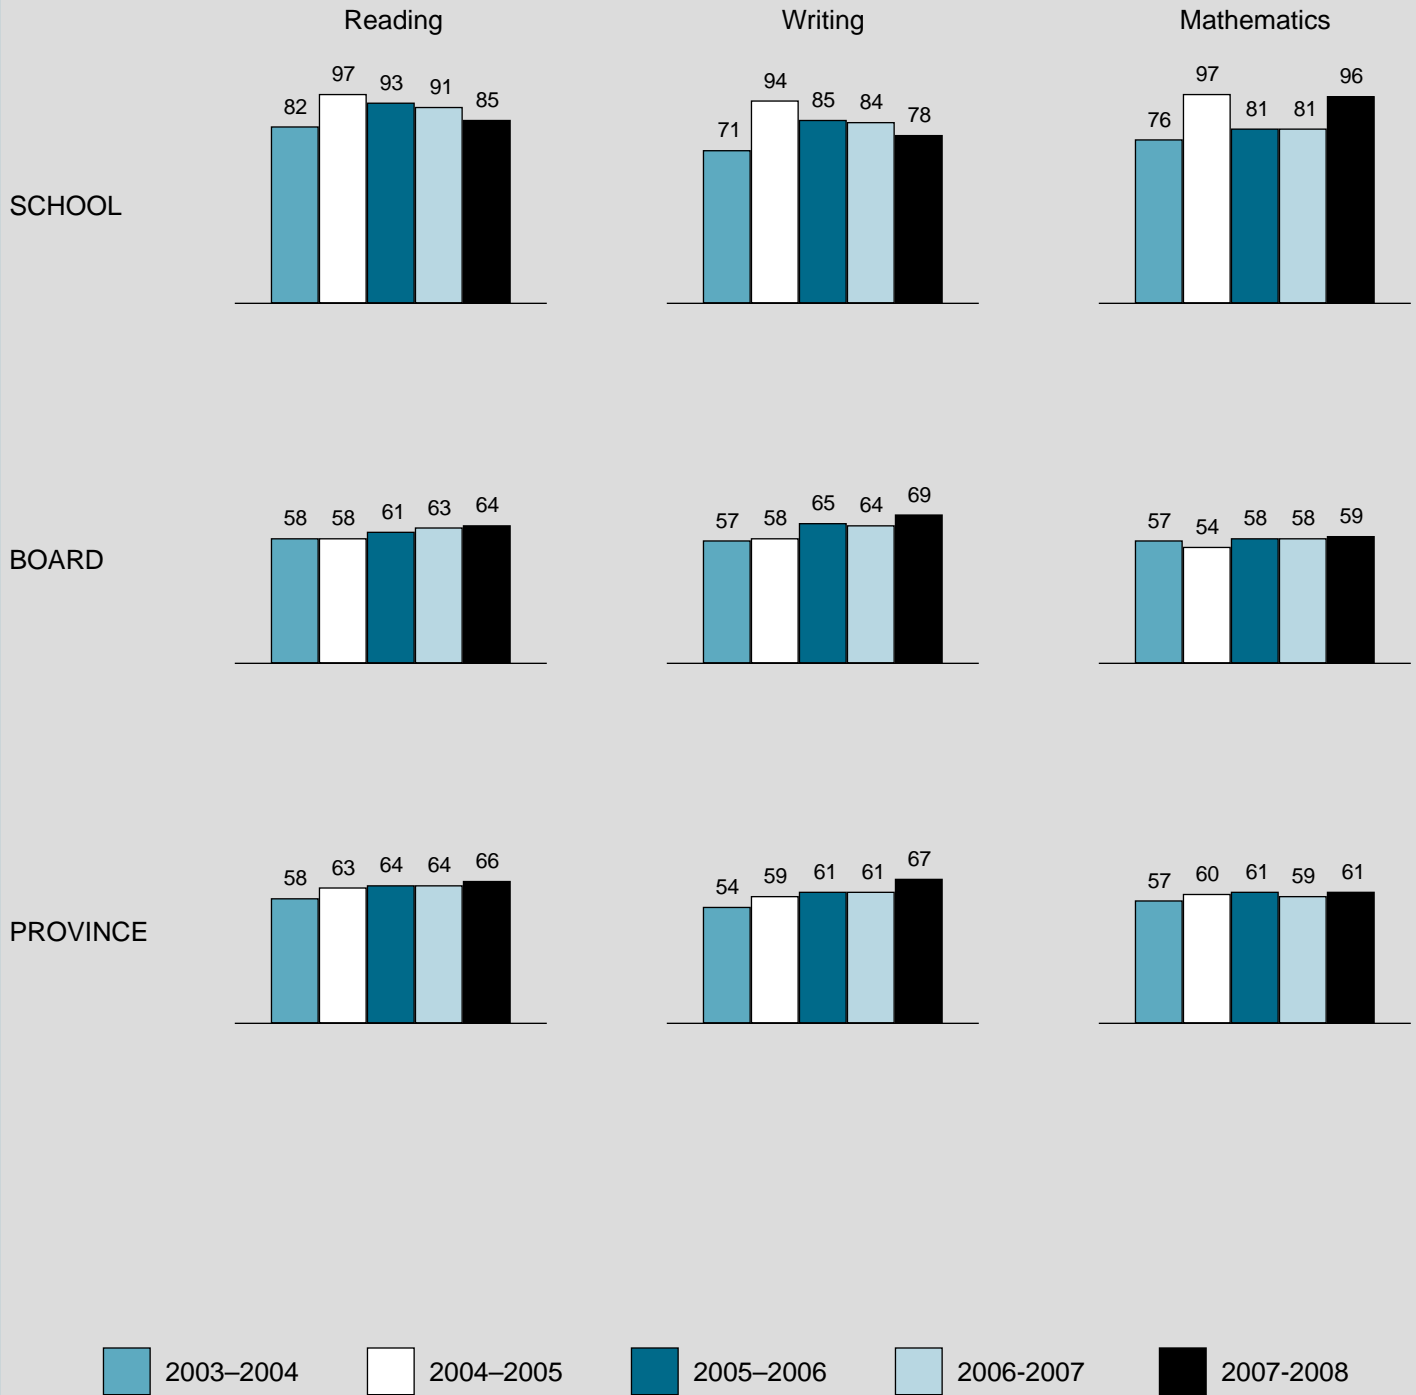 Reading Writing Mathematics
82 97 93 91 85 71 94 85 84 78 76 97 81 81 96
SCHOOL
58 58 61 63 64 57 58 65 64 69 57 54 58 58 59
BOARD
58 63 64 64 66 54 59 61 61 67 57 60 61 59 61
PROVINCE
2003–2004 2004–2005 2005–2006 2006-2007 2007-2008